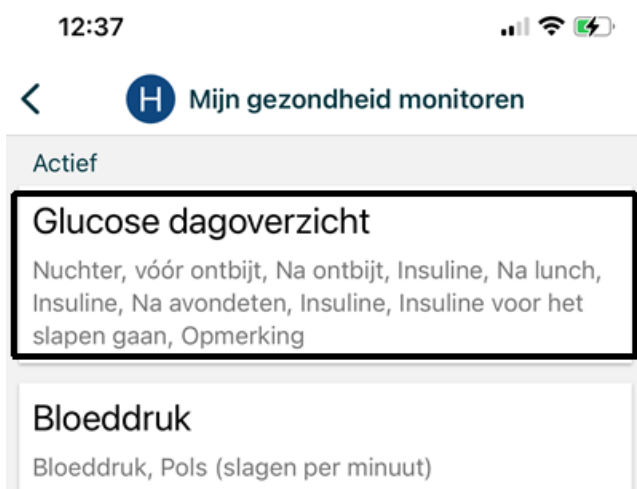 12:37
H Mijn gezondheid monitoren
Actief
Glucose dagoverzicht
Nuchter, vóór ontbijt, Na ontbijt, Insuline, Na lunch,
Insuline, Na avondeten, Insuline, Insuline voor het
slapen gaan, Opmerking
Bloeddruk
Bloeddruk, Pols (slagen per minuut)